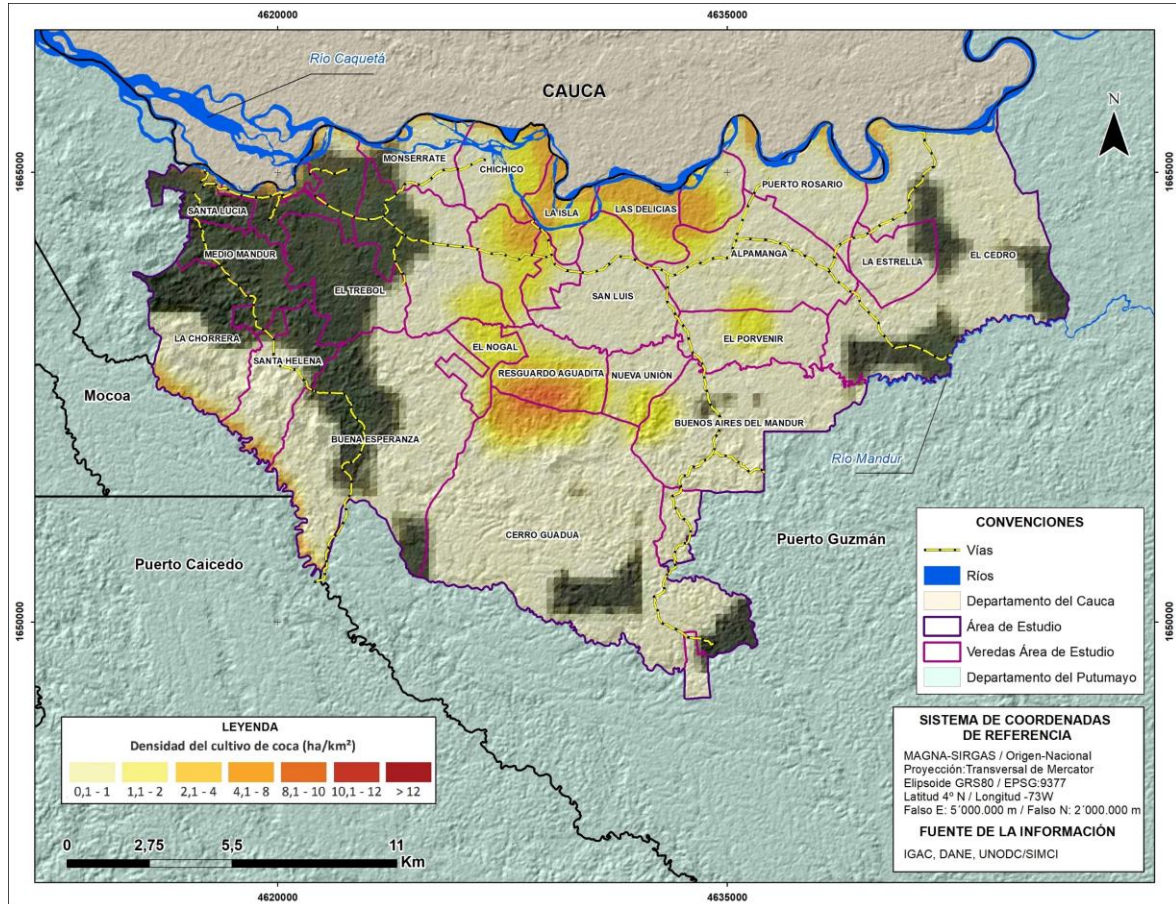 4620000
4635000
Río Caquetá
CAUCA
N
1665000
1665000
MONSERRATE
CHICHICO
PUERTO ROSARIO
SANTA LUCIA
LA ISLA
LAS DELICIAS
MEDIO MANDUR
ALPAMANGA
LA ESTRELLA
EL CEDRO
EL TREBOL
SAN LUIS
LA CHORRERA
EL NOGAL
EL PORVENIR
SANTA HELENA
RESGUARDO AGUADITA
NUEVA UNIÓN
Mocoa
BUENOS AIRES DEL MANDUR
BUENA ESPERANZA
Río Mandur
CERRO GUADUA
Puerto Guzmán
Puerto Caicedo
1650000
1650000
CONVENCIONES
Vías
Ríos
Departamento del Cauca
Área de Estudio
Veredas Área de Estudio
Departamento del Putumayo
LEYENDA
Densidad del cultivo de coca (ha/km²)
0,1 - 1 1,1 - 2 2,1 - 4 4,1 - 8 8,1 - 10 10,1 - 12 > 12
0 2,75 5,5 11
Km
SISTEMA DE COORDENADAS
DE REFERENCIA
MAGNA-SIRGAS / Origen-Nacional
Proyección:Transversal de Mercator
Elipsoide GRS80 / EPSG:9377
Latitud 4º N / Longitud -73W
Falso E: 5´000.000 m / Falso N: 2´000.000 m
FUENTE DE LA INFORMACIÓN
IGAC, DANE, UNODC/SIMCI
4620000
4635000